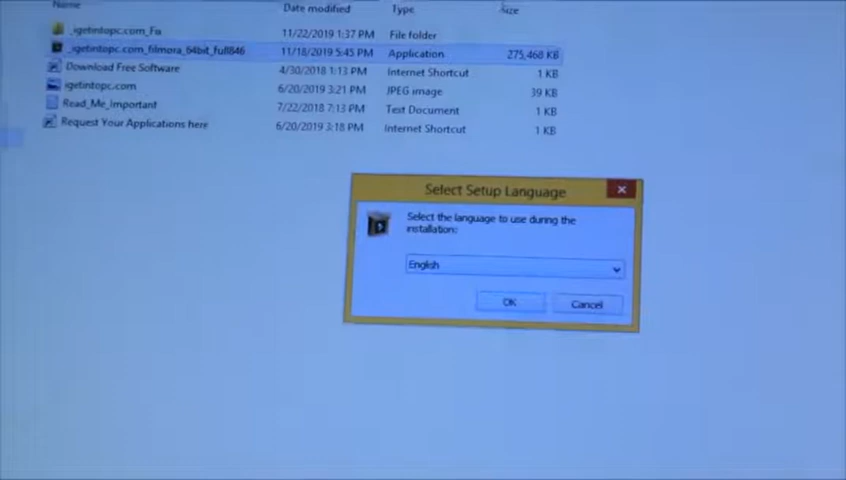 Name Date modified Type Size
_igetintopc.com_Fu 11/22/2019 1:37 PM File folder
_igetintopc.com_filmora_64bit_full846 11/18/2019 5:45 PM Application 275,468 KB
Download Free Software 4/30/2018 1:13 PM Internet Shortcut 1 KB
igetintopc.com 6/20/2019 3:21 PM JPEG image 39 KB
Read_Me_Important 7/22/2018 7:13 PM Text Document 1 KB
Request Your Applications here 6/20/2019 3:18 PM Internet Shortcut 1 KB
Select Setup Language
Select the language to use during the
installation:
English
OK Cancel